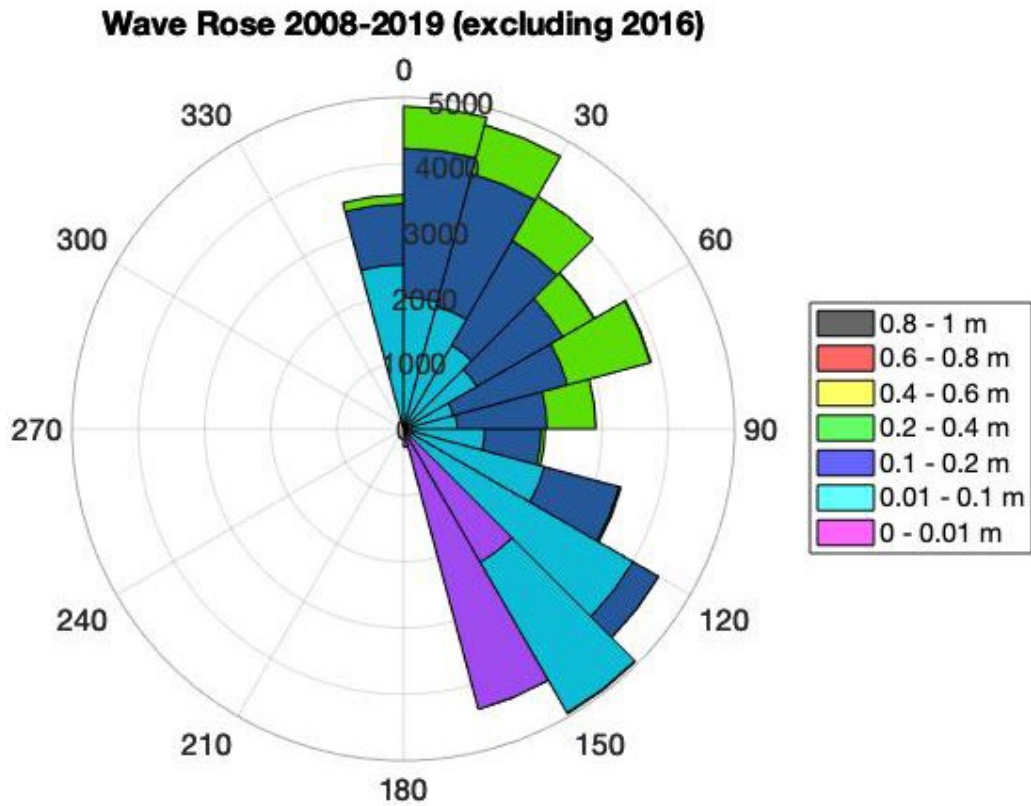 Wave Rose 2008-2019 (excluding 2016)
0
330
30
5000
4000
300
60
3000
2000
1000
270
0
90
240
120
210
150
180
0.8 - 1 m
0.6 - 0.8 m
0.4 - 0.6 m
0.2 - 0.4 m
0.1 - 0.2 m
0.01 - 0.1 m
0 - 0.01 m